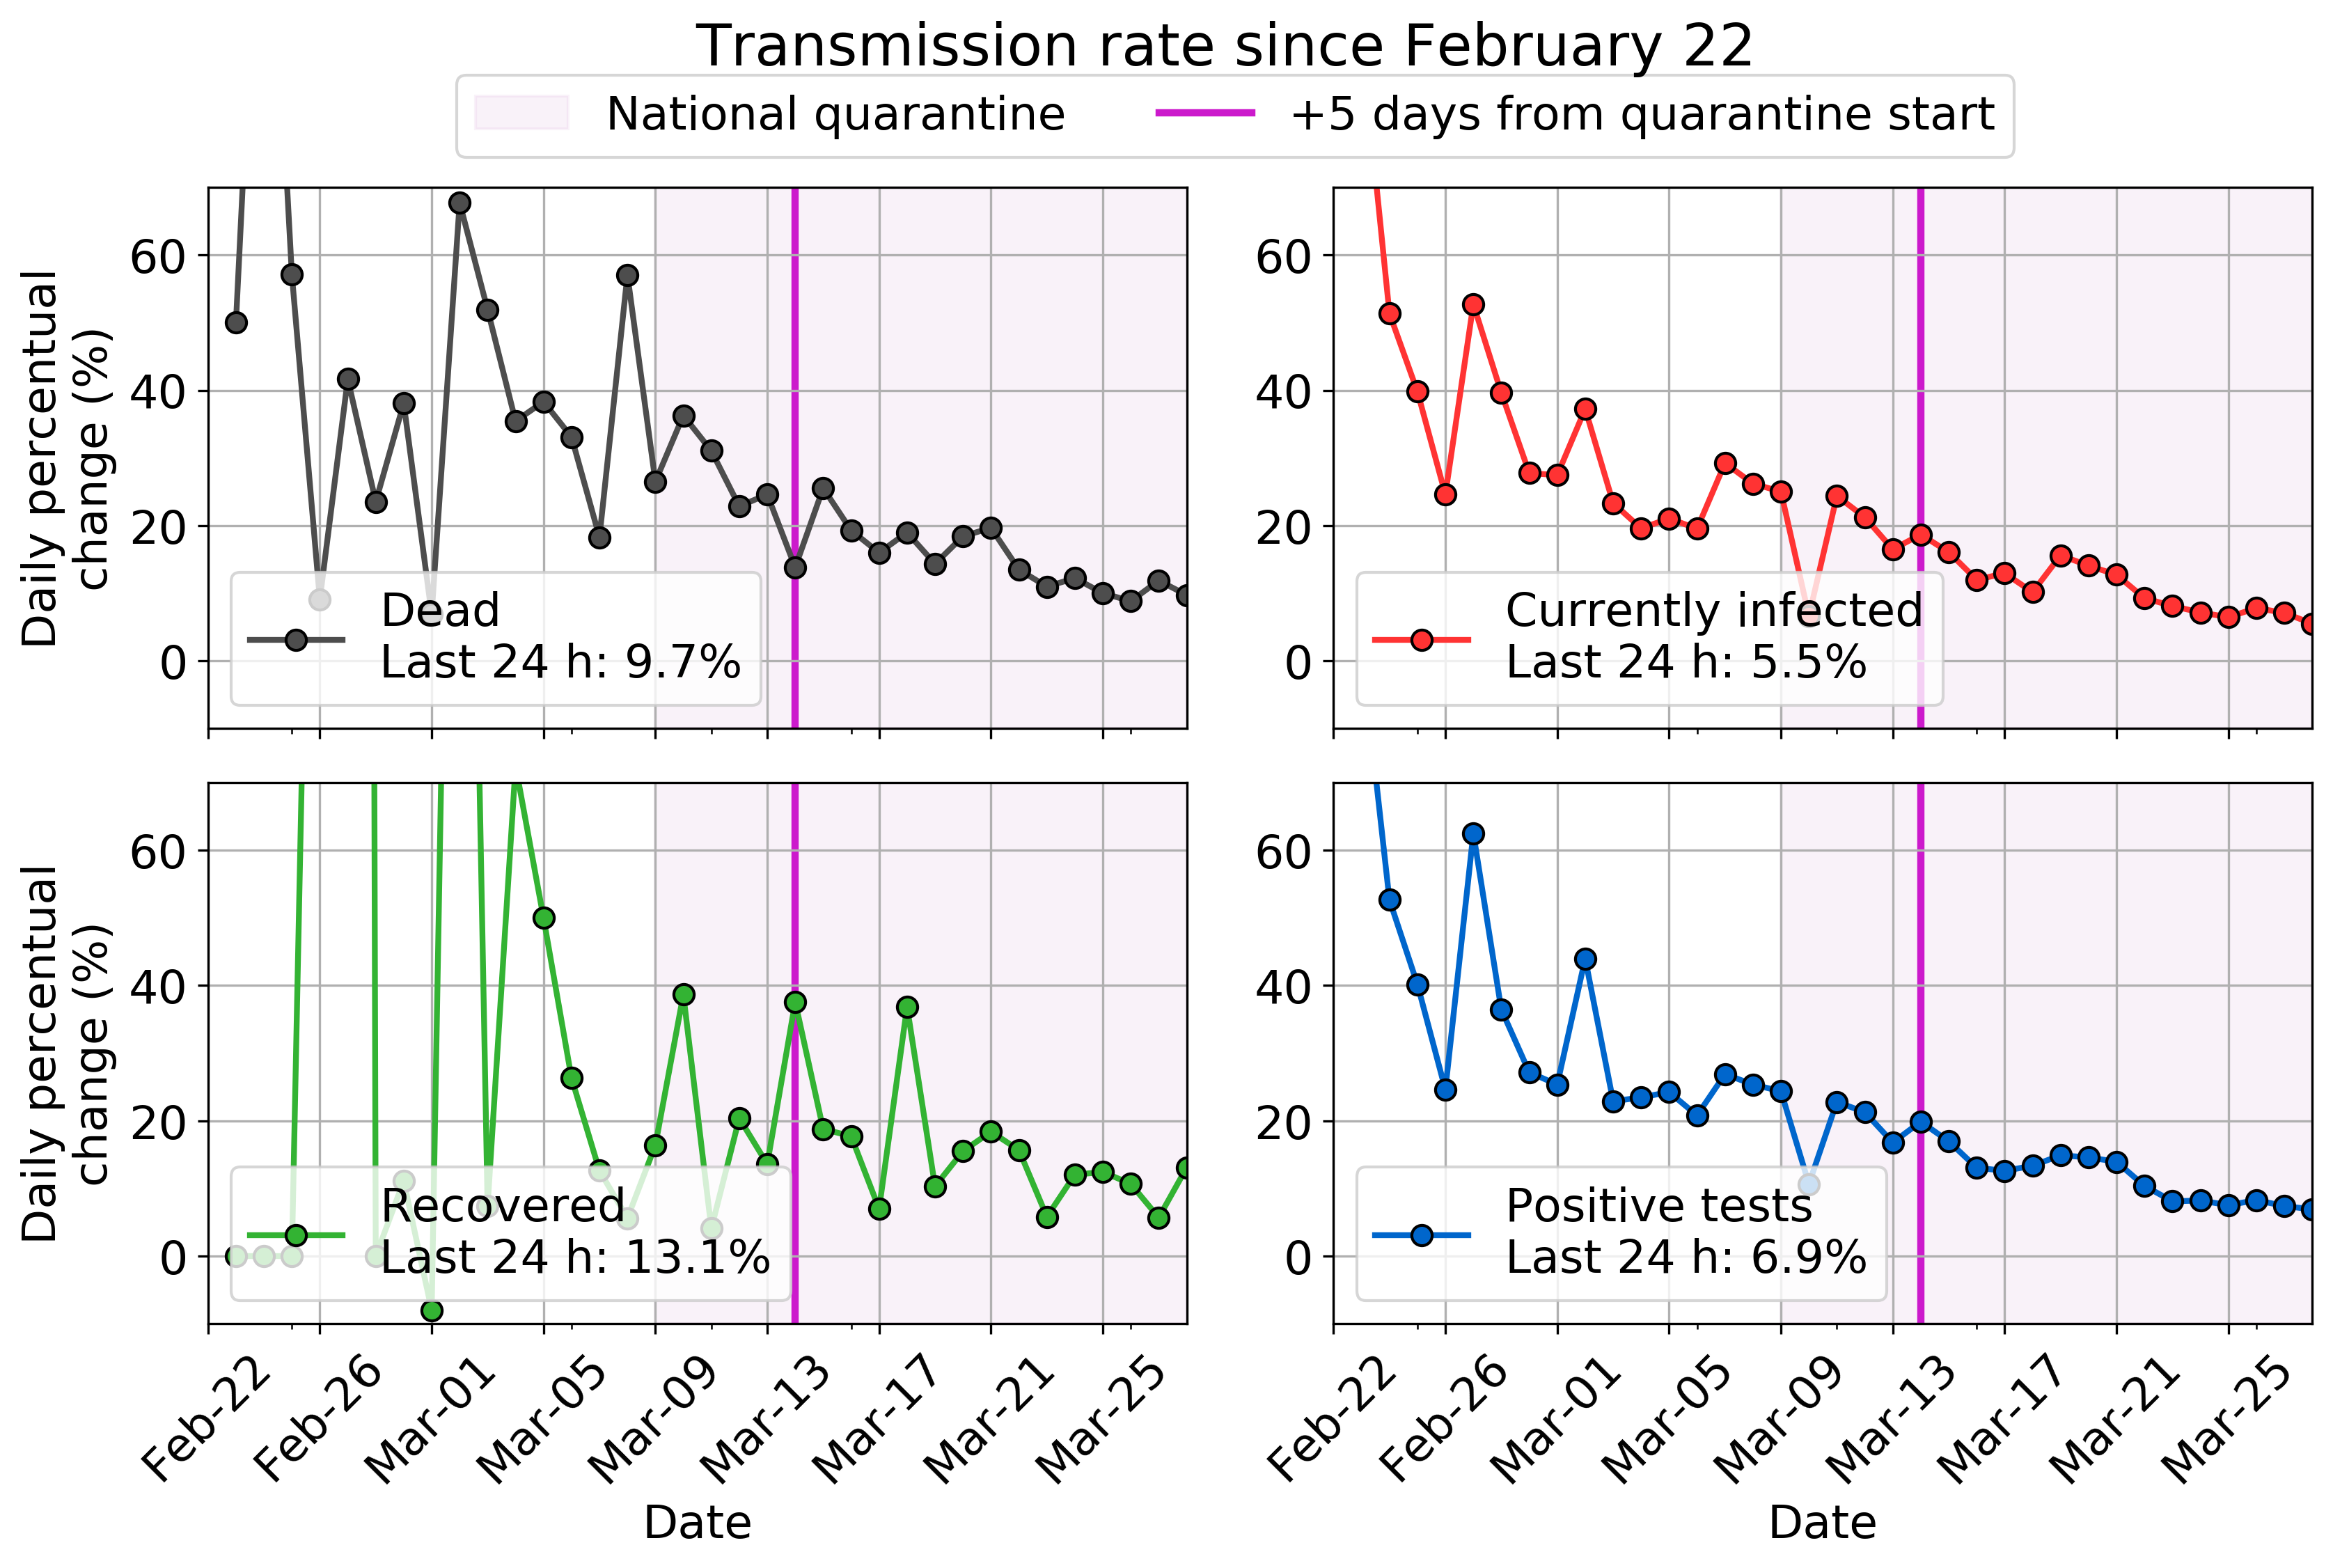 Transmission rate since February 22
National quarantine
+5 days from quarantine start
Daily percentual
change (%)
60
40
20
0
Dead
Last 24 h: 9.7%
60
40
20
0
Currently infected
Last 24 h: 5.5%
Daily percentual
change (%)
60
40
20
0
Recovered
Last 24 h: 13.1%
Feb-22
Feb-26
Mar-01
Mar-05
Mar-09
Mar-13
Mar-17
Mar-21
Mar-25
Date
60
40
20
0
Positive tests
Last 24 h: 6.9%
Feb-22
Feb-26
Mar-01
Mar-05
Mar-09
Mar-13
Mar-17
Mar-21
Mar-25
Date